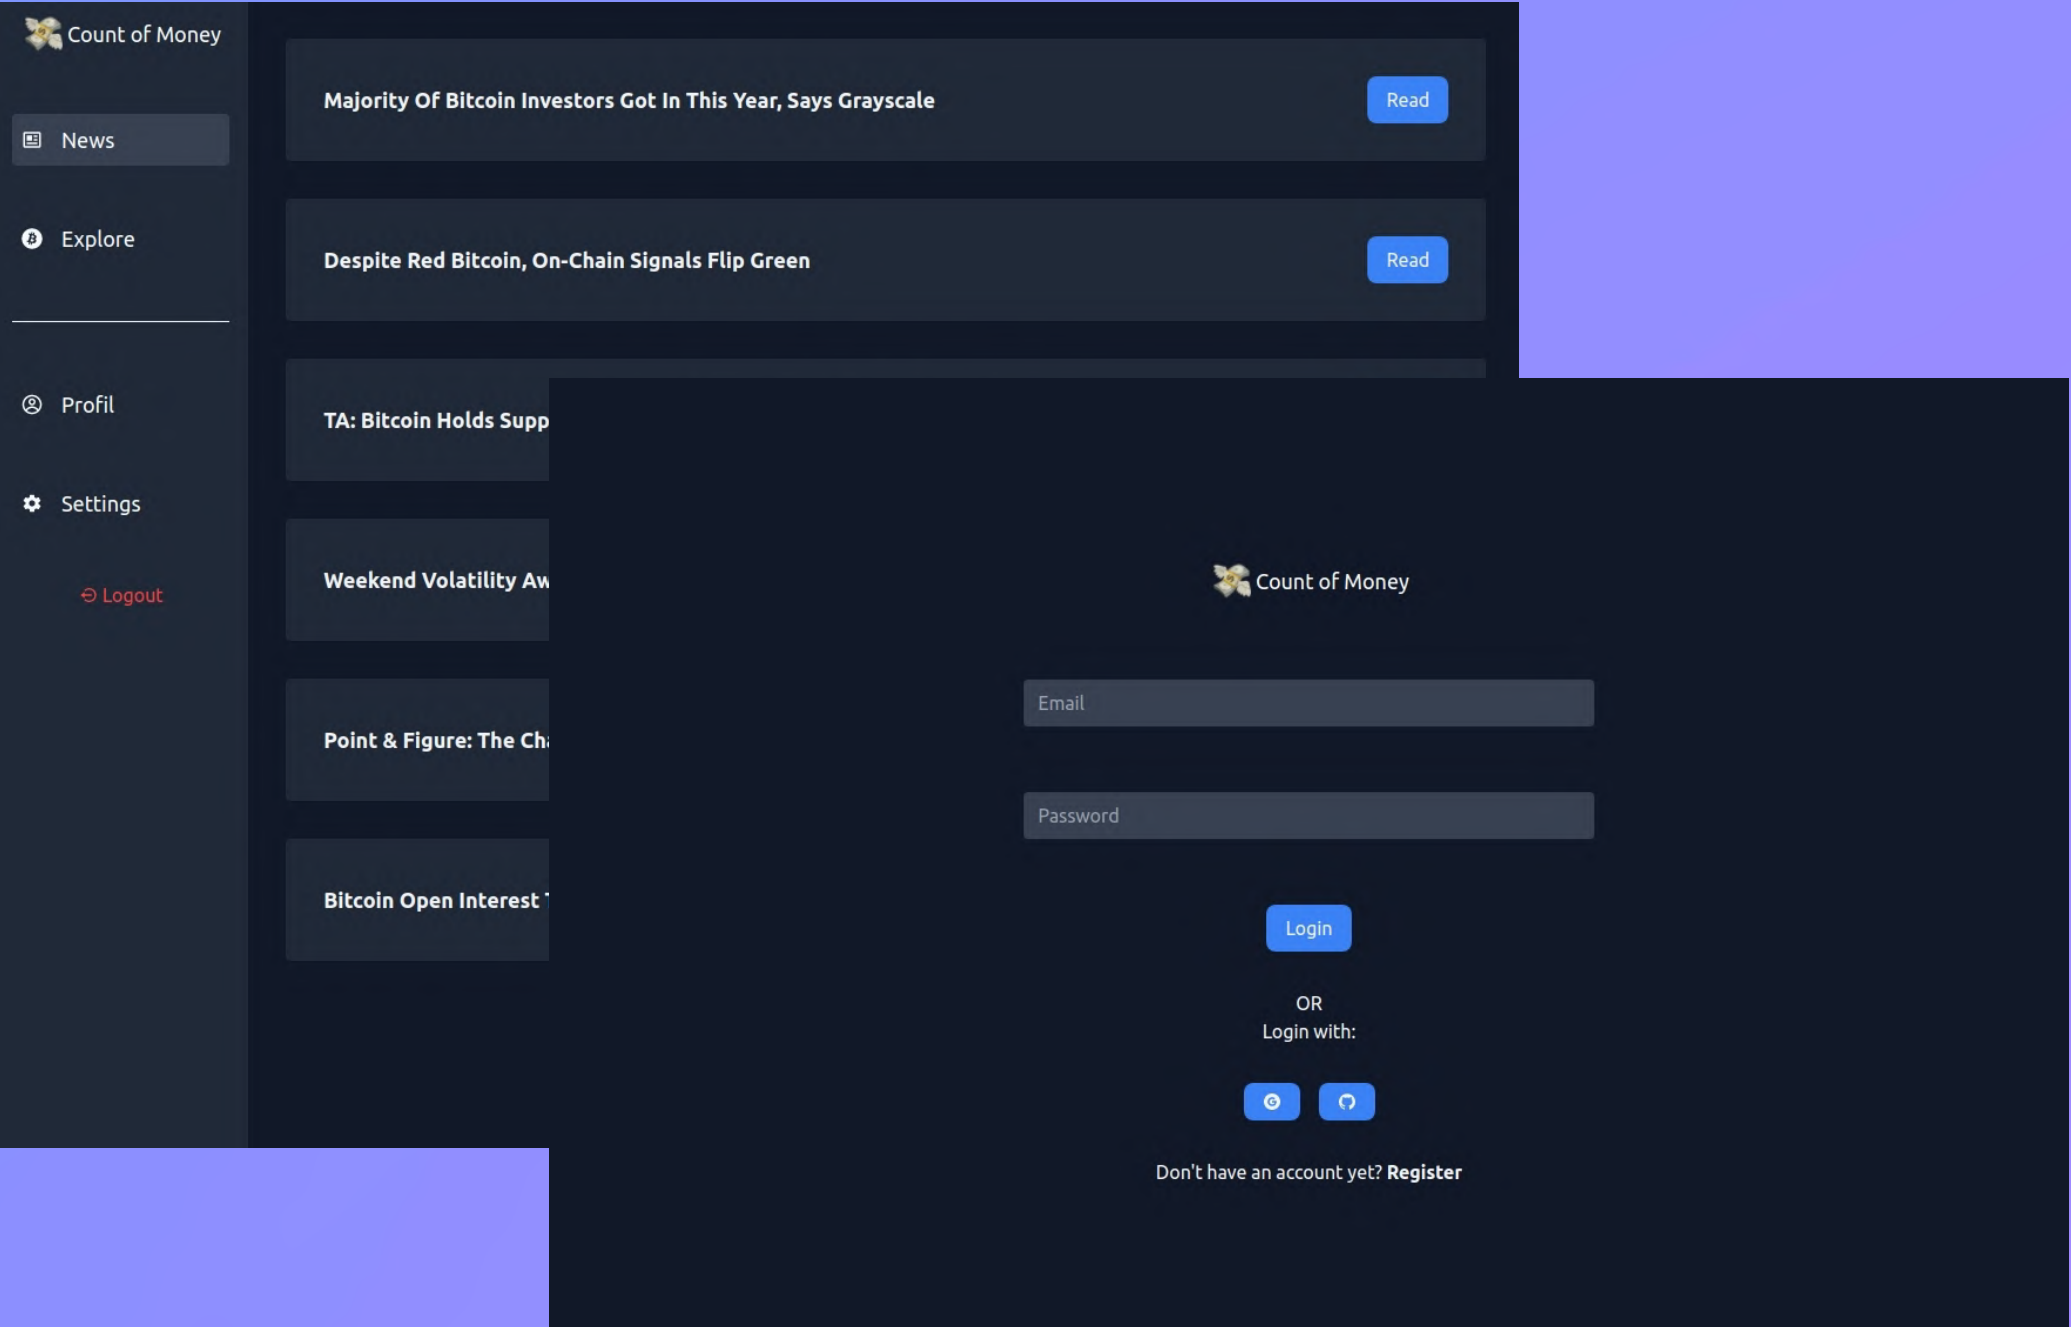 Count of Money
News
Explore
Profil
Settings
Logout
Majority Of Bitcoin Investors Got In This Year, Says Grayscale
Read
Despite Red Bitcoin, On-Chain Signals Flip Green
Read
TA: Bitcoin Holds Supp
Weekend Volatility Aw
Point & Figure: The Cha
Bitcoin Open Interest
Count of Money
Email
Password
Login
OR
Login with:
Don't have an account yet? Register